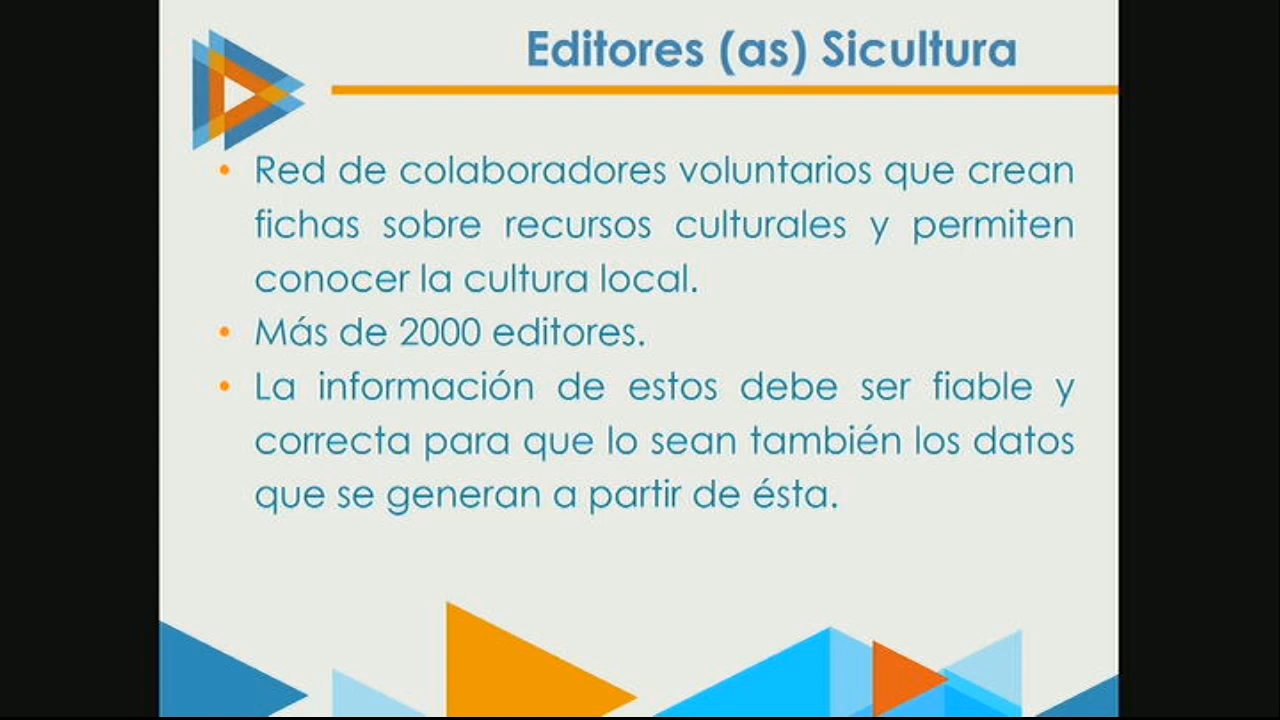 Editores (as) Sicultura
• Red de colaboradores voluntarios que crean
fichas sobre recursos culturales y permiten
conocer la cultura local.
• Más de 2000 editores.
• La información de estos debe ser fiable y
correcta para que lo sean también los datos
que se generan a partir de ésta.